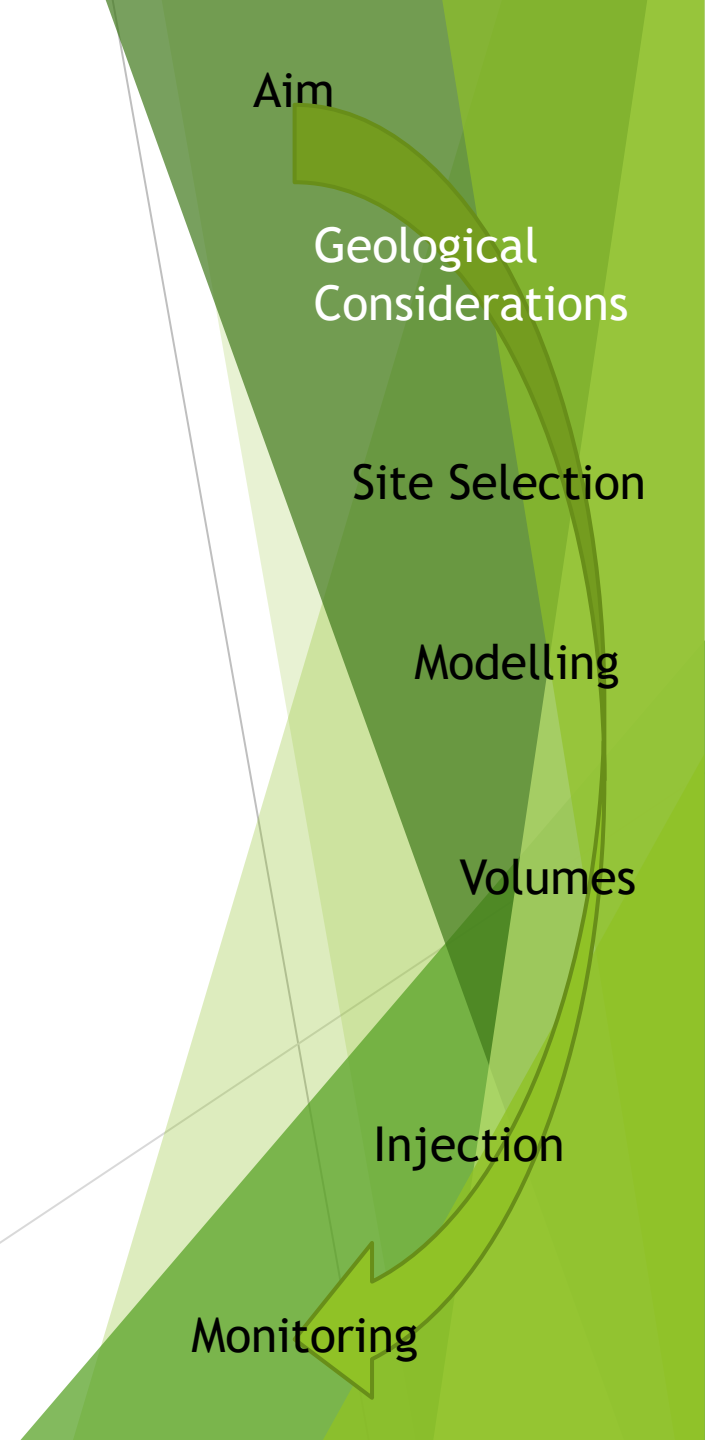 Aim
Geological
Considerations
Site Selection
Modelling
Volumes
Injection
Monitoring